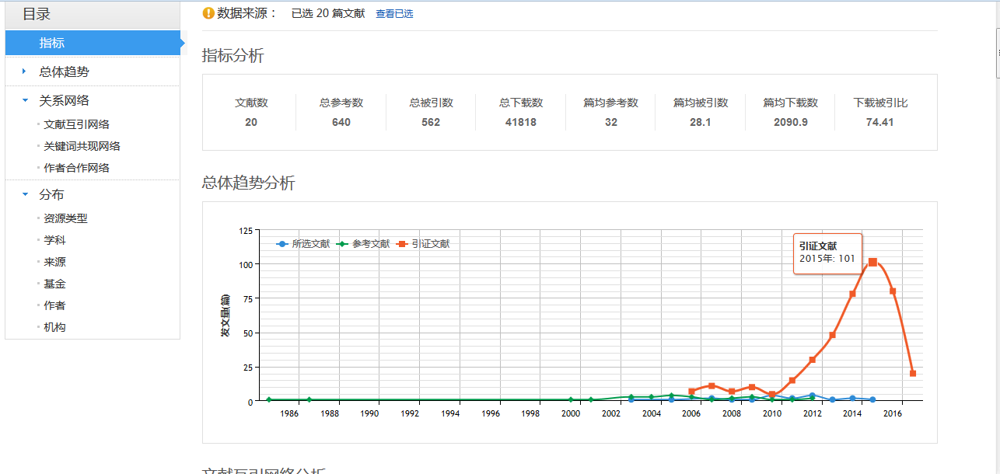 目录
指标
总体趋势
关系网络
文献互引网络
关键词共现网络
作者合作网络
分布
资源类型
学科
来源
基金
作者
机构
数据来源： 已选 20 篇文献 查看已选
指标分析
文献数 总参考数 总被引数 总下载数 篇均参考数 篇均被引数 篇均下载数 下载被引比
20 640 562 41818 32 28.1 2090.9 74.41
总体趋势分析
所选文献 参考文献 引证文献
引证文献
2015年: 101
发文量(篇)
125
100
75
50
25
0
1986 1988 1990 1992 1994 1996 1998 2000 2002 2004 2006 2008 2010 2012 2014 2016
文献互引网络分析